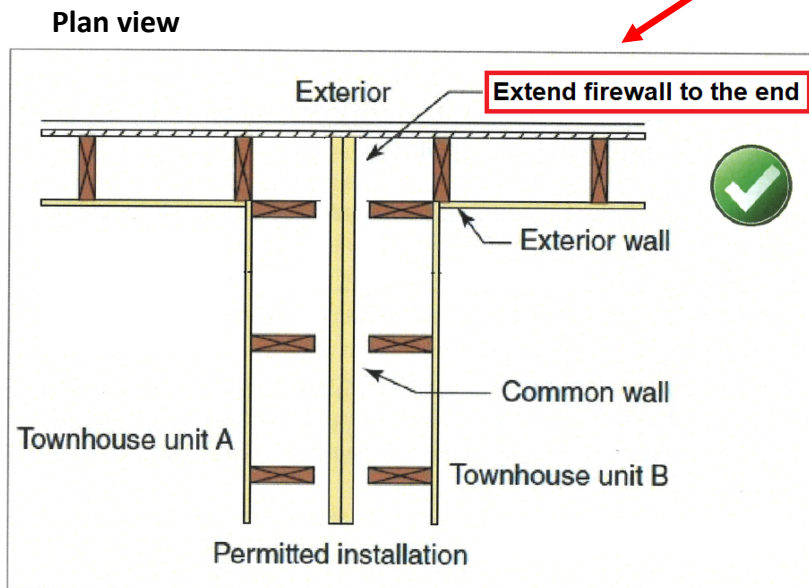 Plan view
Exterior
Extend firewall to the end
Exterior wall
Common wall
Townhouse unit A
Townhouse unit B
Permitted installation